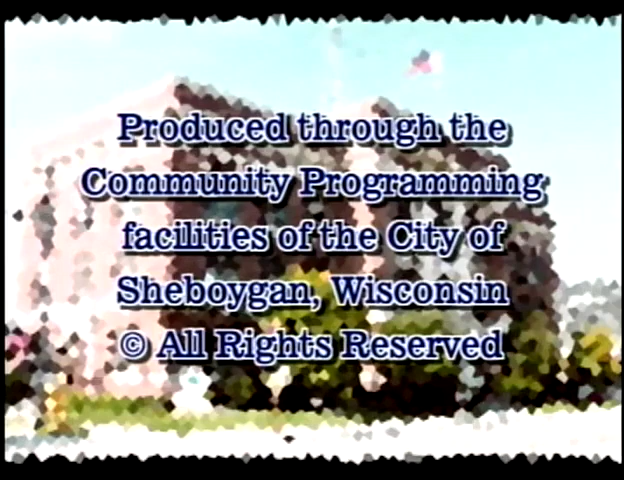 Produced through the
Community Programming
facilities of the City of
Sheboygan, Wisconsin
© All Rights Reserved